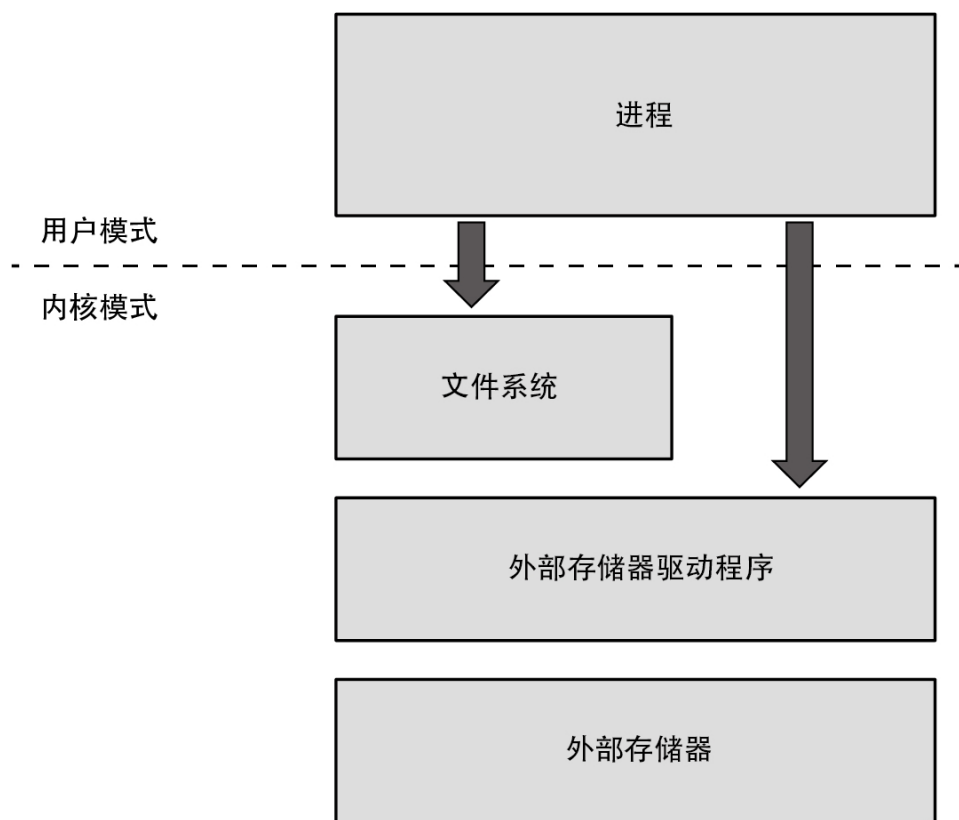 进程
用户模式
内核模式
文件系统
外部存储器驱动程序
外部存储器